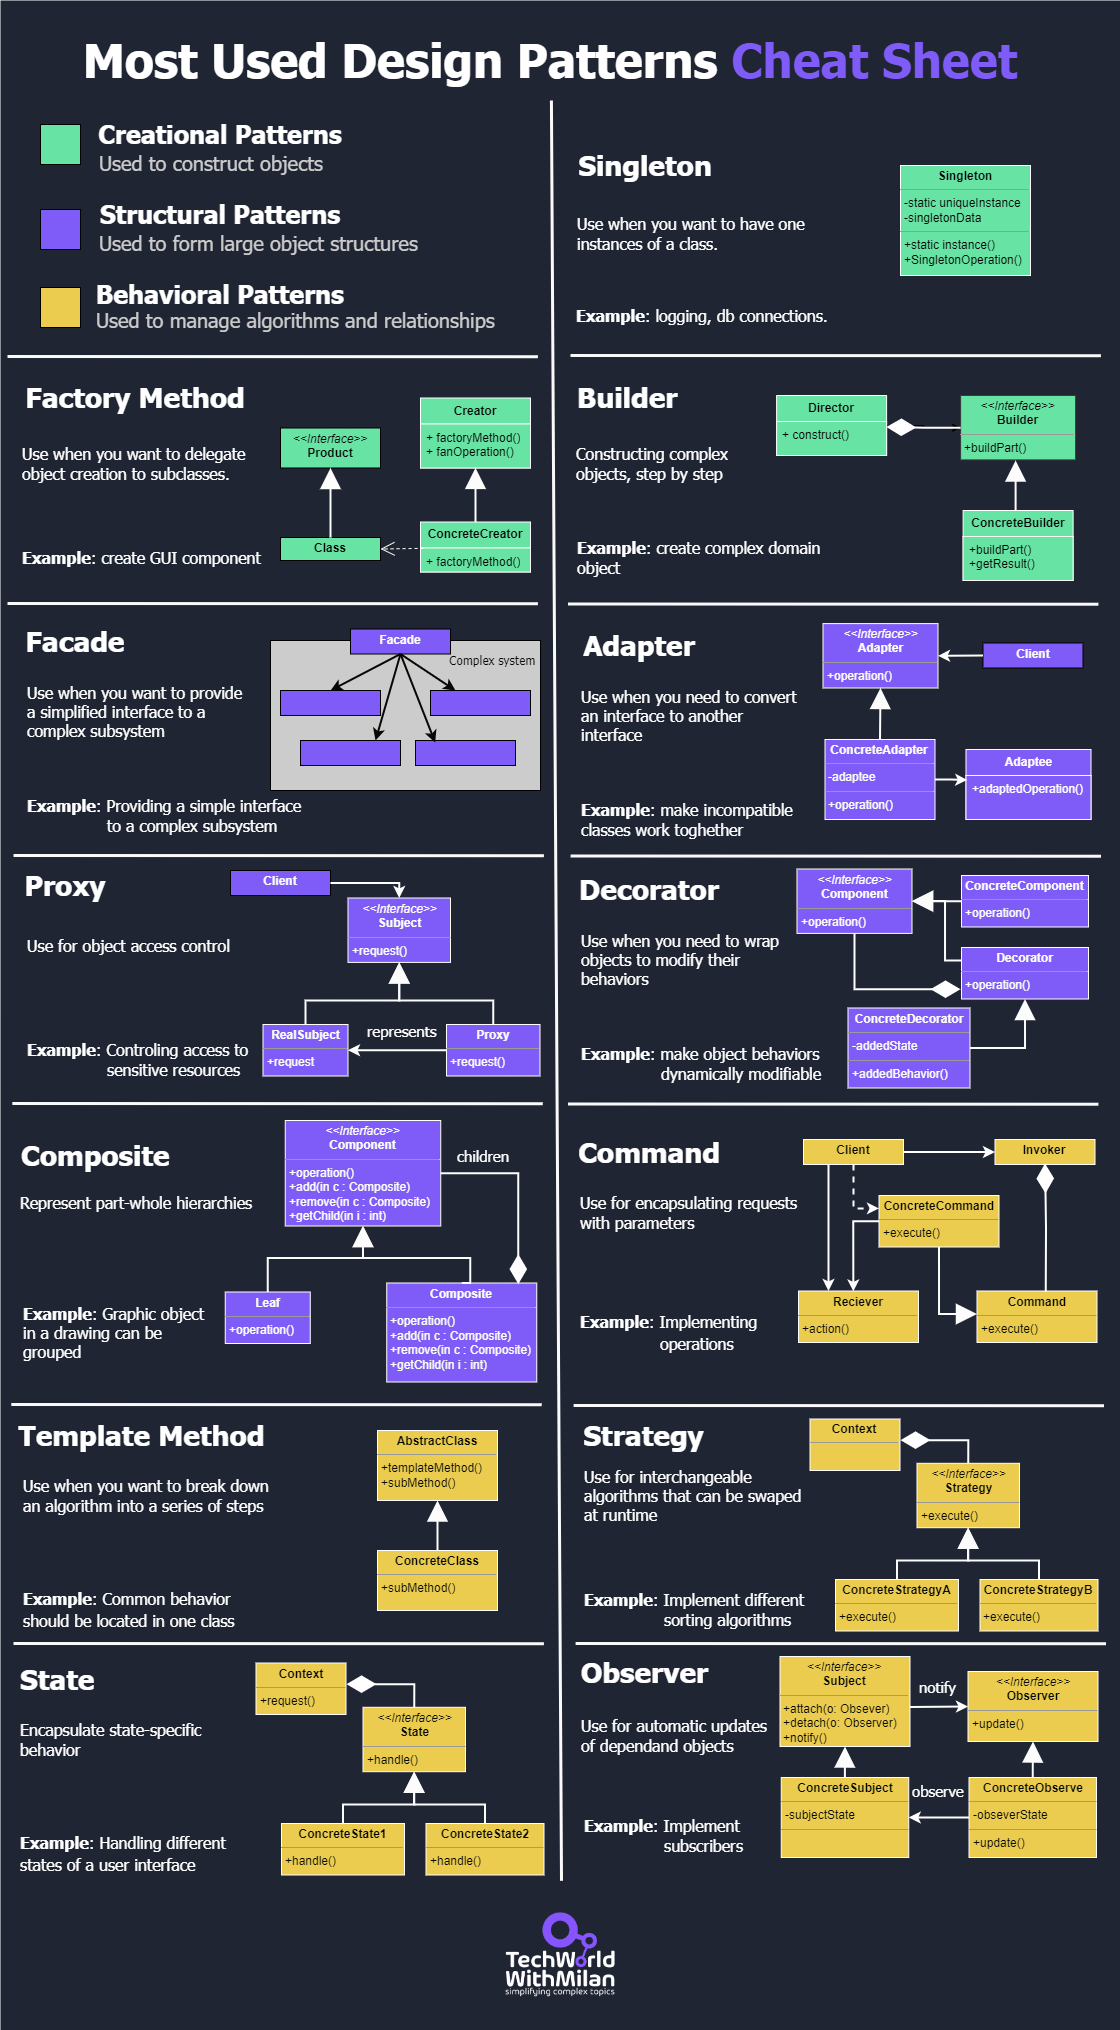 Most Used Design Patterns Cheat Sheet
Creational Patterns
Used to construct objects
Structural Patterns
Used to form large object structures
Behavioral Patterns
Used to manage algorithms and relationships
Singleton
Use when you want to have one
instances of a class.
Example: logging, db connections.
Singleton
-static uniqueInstance
-singletonData
+static instance()
+SingletonOperation()
Factory Method
Use when you want to delegate
object creation to subclasses.
Example: create GUI component
<<Interface>>
Product
Class
Creator
+ factoryMethod()
+ fanOperation()
ConcreteCreator
+ factoryMethod()
Builder
Constructing complex
objects, step by step
Example: create complex domain
object
Director
+ construct()
<<Interface>>
Builder
+buildPart()
ConcreteBuilder
+buildPart()
+getResult()
Facade
Use when you want to provide
a simplified interface to a
complex subsystem
Example: Providing a simple interface
to a complex subsystem
Facade
Complex system
Adapter
Use when you need to convert
an interface to another
interface
Example: make incompatible
classes work toghether
<<Interface>>
Adapter
+operation()
Client
ConcreteAdapter
-adaptee
+operation()
Adaptee
+adaptedOperation()
Proxy
Use for object access control
Example: Controling access to
sensitive resources
Client
<<Interface>>
Subject
+request()
RealSubject
+request
represents
Proxy
+request()
Decorator
Use when you need to wrap
objects to modify their
behaviors
Example: make object behaviors
dynamically modifiable
<<Interface>>
Component
+operation()
ConcreteComponent
+operation()
Decorator
+operation()
ConcreteDecorator
-addedState
+addedBehavior()
Composite
Represent part-whole hierarchies
Example: Graphic object
in a drawing can be
grouped
<<Interface>>
Component
+operation()
+add(in c : Composite)
+remove(in c : Composite)
+getChild(in i : int)
children
Leaf
+operation()
Composite
+operation()
+add(in c : Composite)
+remove(in c : Composite)
+getChild(in i : int)
Command
Use for encapsulating requests
with parameters
Example: Implementing
operations
Client
Invoker
ConcreteCommand
+execute()
Reciever
+action()
Command
+execute()
Template Method
Use when you want to break down
an algorithm into a series of steps
Example: Common behavior
should be located in one class
AbstractClass
+templateMethod()
+subMethod()
ConcreteClass
+subMethod()
Strategy
Use for interchangeable
algorithms that can be swaped
at runtime
Example: Implement different
sorting algorithms
Context
<<Interface>>
Strategy
+execute()
ConcreteStrategyA
+execute()
ConcreteStrategyB
+execute()
State
Encapsulate state-specific
behavior
Example: Handling different
states of a user interface
Context
+request()
<<Interface>>
State
+handle()
ConcreteState1
+handle()
ConcreteState2
+handle()
Observer
Use for automatic updates
of dependand objects
Example: Implement
subscribers
<<Interface>>
Subject
+attach(o: Obsever)
+detach(o: Observer)
+notify()
notify
<<Interface>>
Observer
+update()
ConcreteSubject
-subjectState
observe
ConcreteObserve
-obseverState
+update()
TechWorld
WithMilan
simplifying complex topics